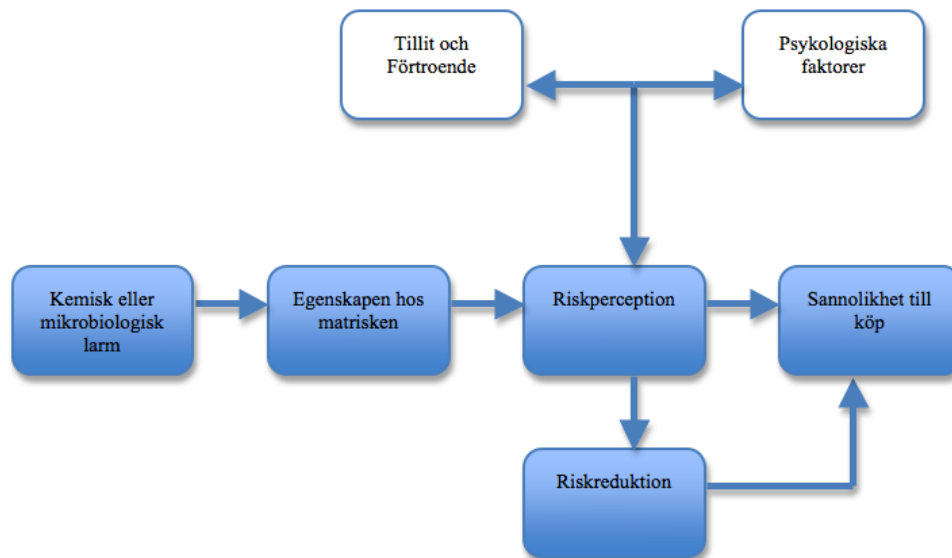 Tillit och
Förtroende
Psykologiska
faktorer
Kemisk eller
mikrobiologisk
larm
Egenskapen hos
matrisken
Riskperception
Sannolikhet till
köp
Riskreduktion